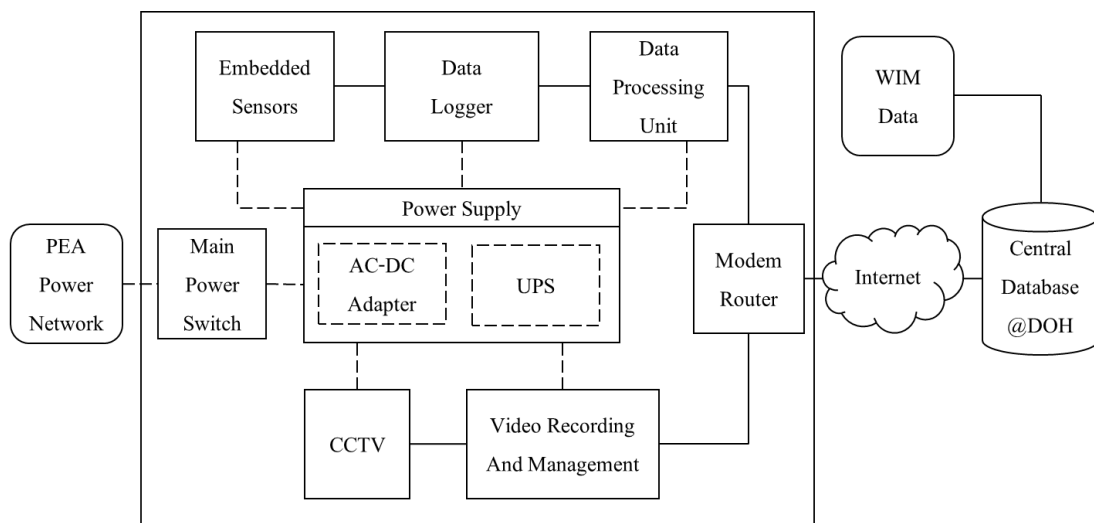 Embedded
Sensors
Data
Logger
Data
Processing
Unit
WIM
Data
Power Supply
PEA
Power
Network
Main
Power
Switch
AC-DC
Adapter
UPS
Modem
Router
Internet
Central
Database
@DOH
CCTV
Video Recording
And Management